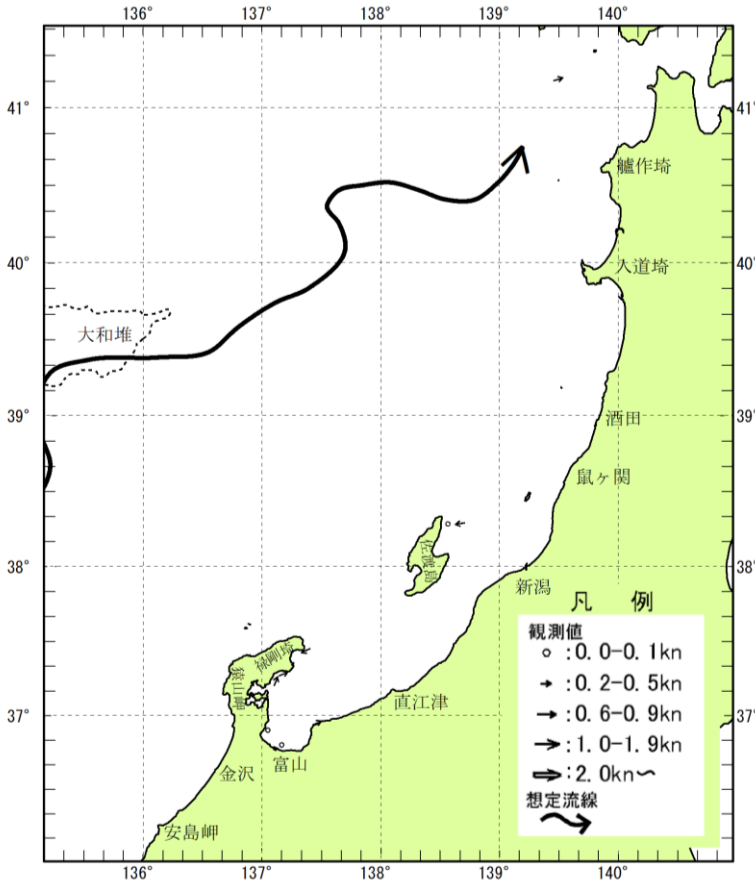 136° 137° 138° 139° 140°
41° 41°
艫作埼
40° 入道埼 40°
大和堆
39° 39°
酒田
鼠ヶ関
佐渡島
38° 38°
新潟
凡 例
観測値
:0.0-0.1kn
:0.2-0.5kn
:0.6-0.9kn
:1.0-1.9kn
:2.0kn〜
想定流線
禄剛埼
猿山岬
37° 37°
直江津
富山
金沢
安島岬
136° 137° 138° 139° 140°